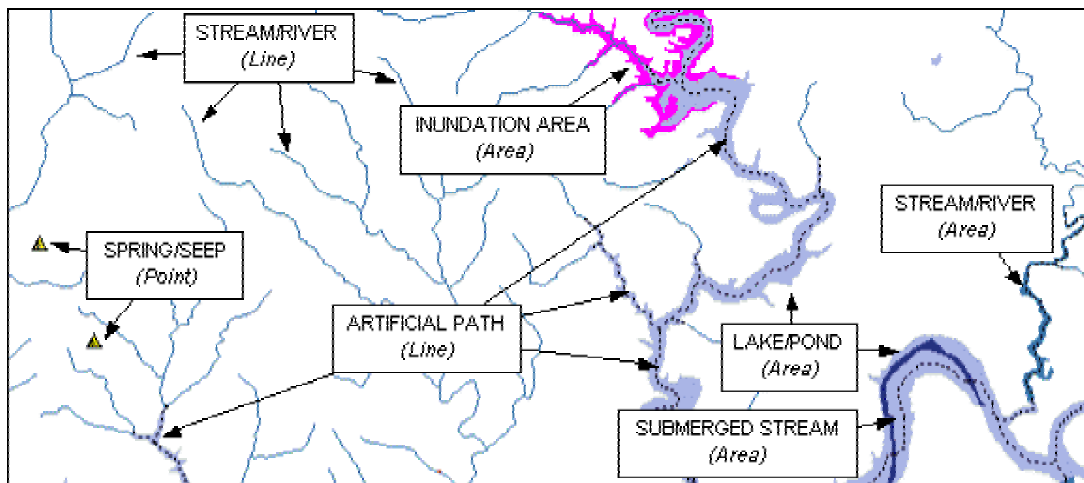 STREAM/RIVER
(Line)
INUNDATION AREA
(Area)
STREAM/RIVER
(Area)
SPRING/SEEP
(Point)
ARTIFICIAL PATH
(Line)
LAKE/POND
(Area)
SUBMERGED STREAM
(Area)